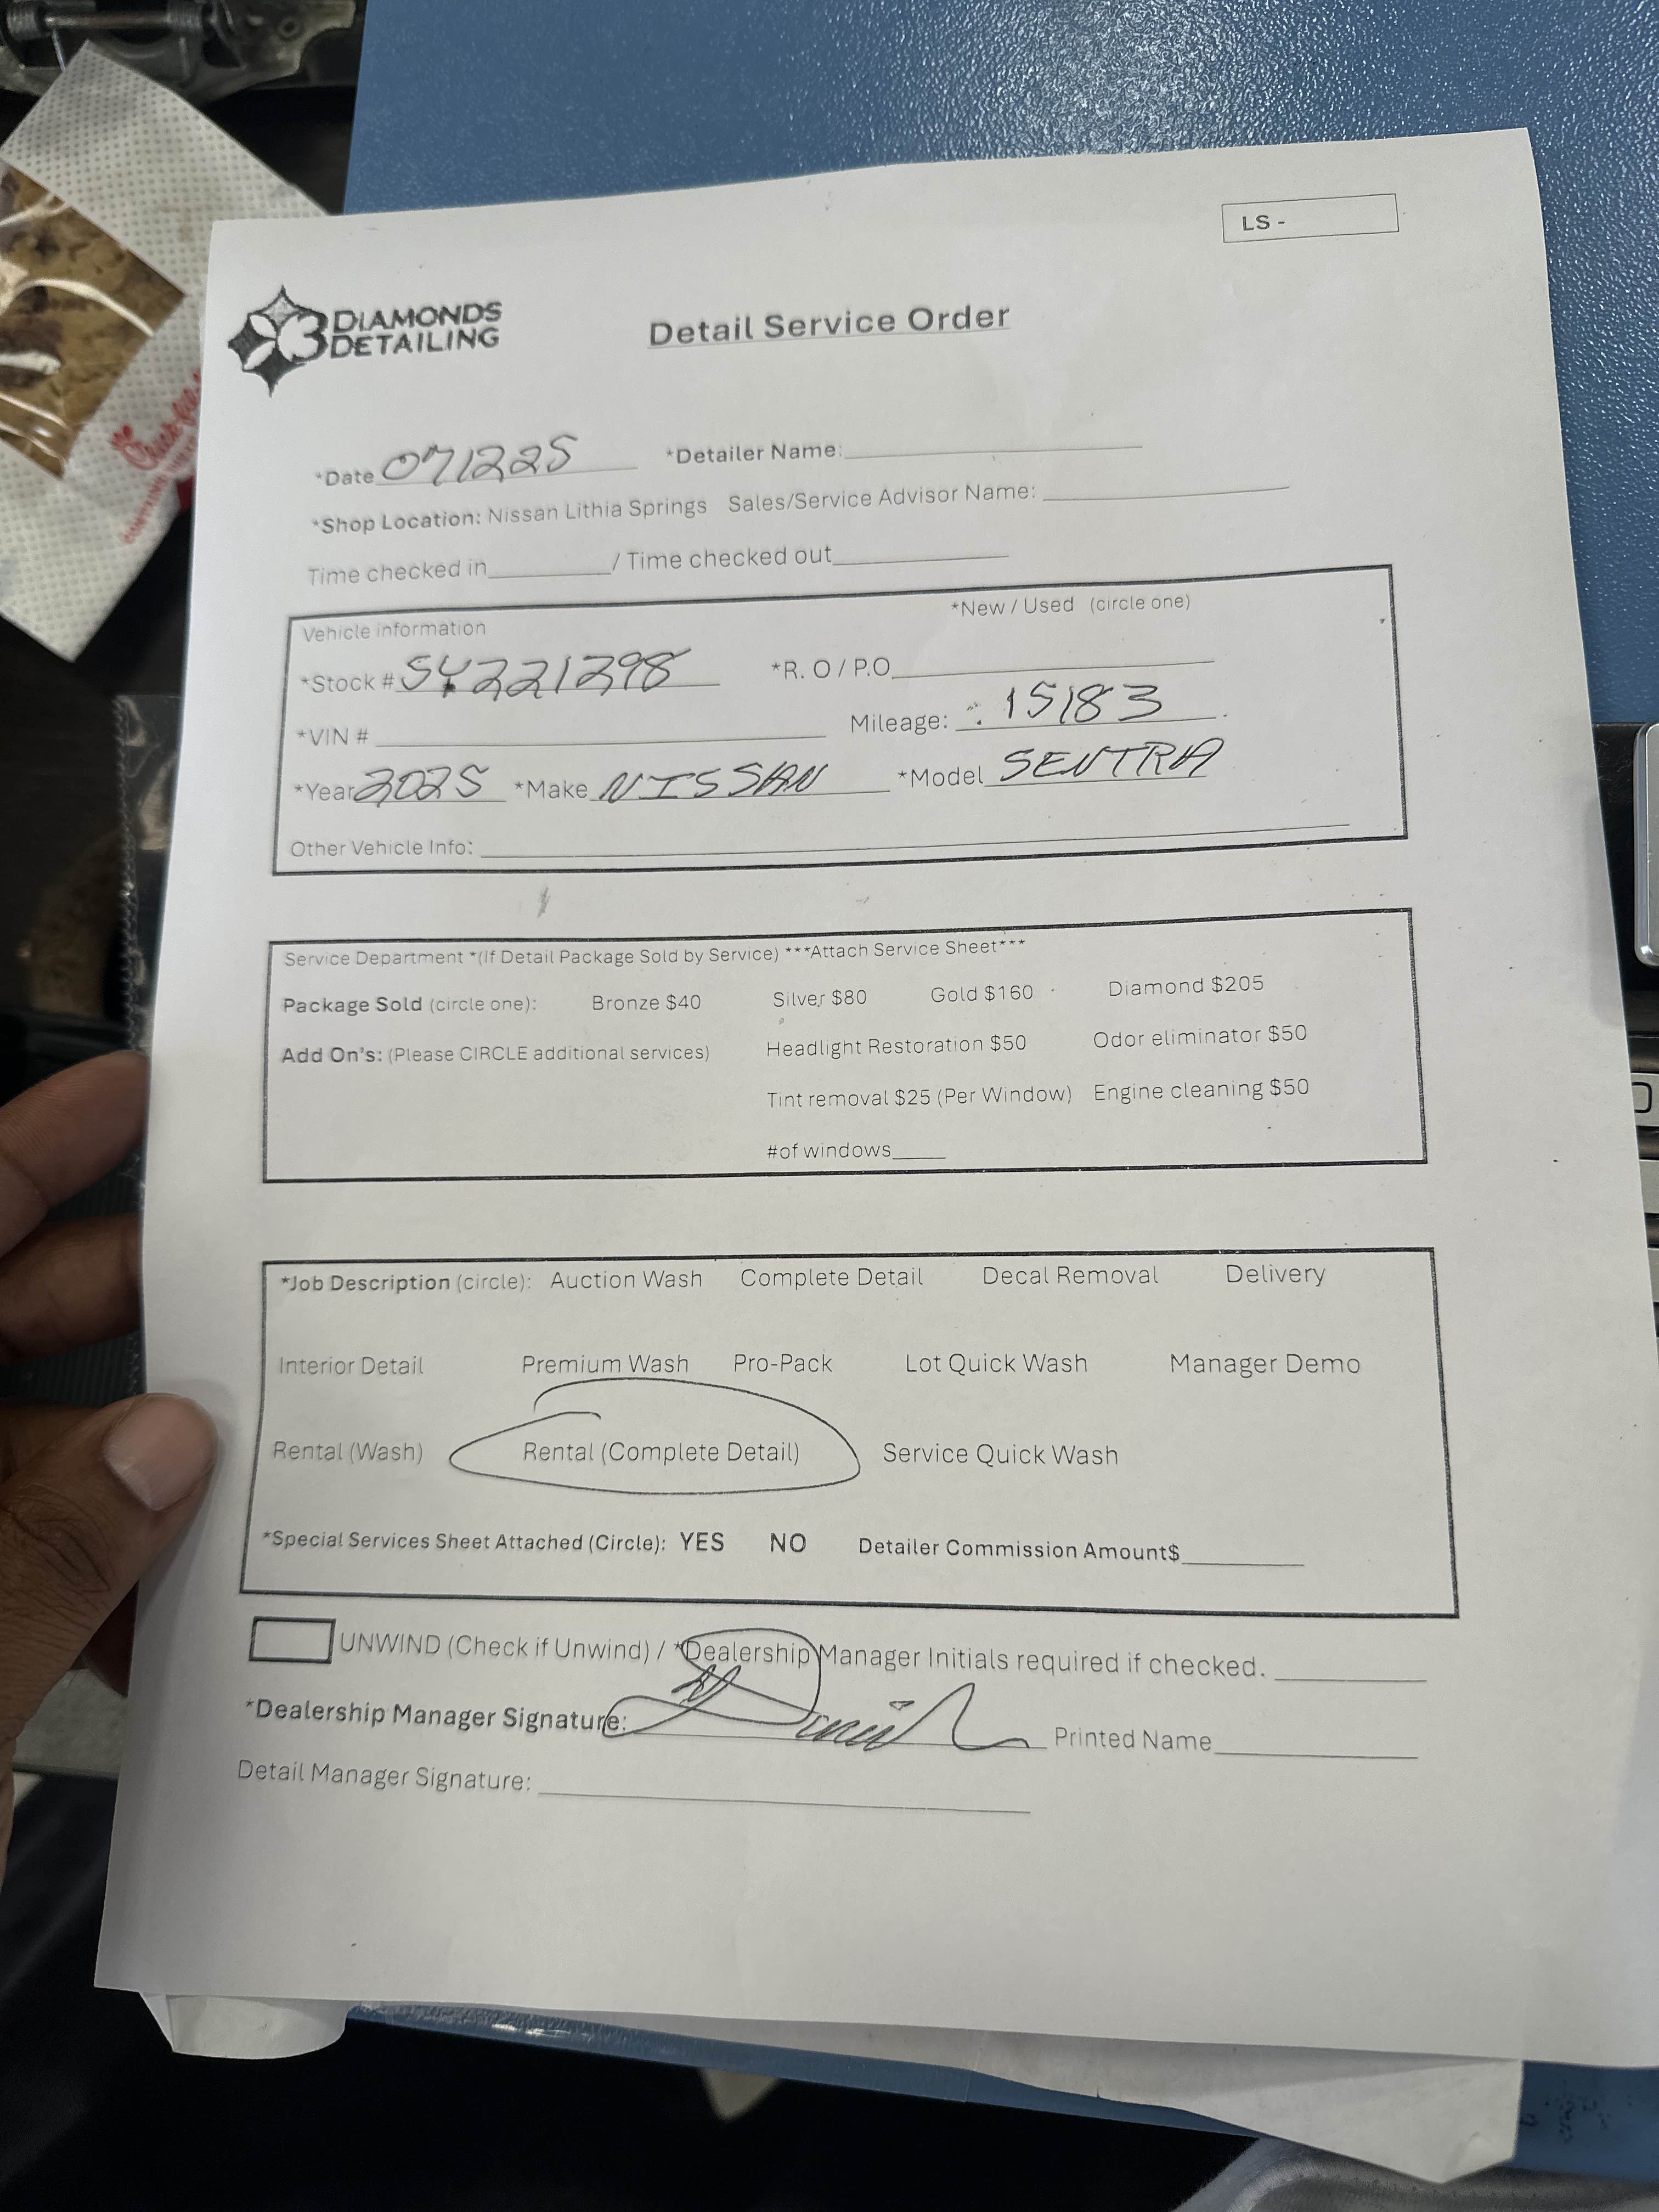 LS -
3 DIAMONDS
DETAILING
Detail Service Order
*Date 071225 *Detailer Name:
*Shop Location: Nissan Lithia Springs Sales/Service Advisor Name:
Time checked in / Time checked out
*New / Used (circle one)
Vehicle information
*Stock # SY221298 *R. O / P.O
*VIN # Mileage: 15183
*Year 2025 *Make NISSAN *Model SENTRA
Other Vehicle Info:
Service Department *(If Detail Package Sold by Service) ***Attach Service Sheet***
Package Sold (circle one): Bronze $40 Silver $80 Gold $160 Diamond $205
Add On's: (Please CIRCLE additional services) Headlight Restoration $50 Odor eliminator $50
Tint removal $25 (Per Window) Engine cleaning $50
#of windows
*Job Description (circle): Auction Wash Complete Detail Decal Removal Delivery
Interior Detail Premium Wash Pro-Pack Lot Quick Wash Manager Demo
Rental (Wash) Rental (Complete Detail) Service Quick Wash
*Special Services Sheet Attached (Circle): YES NO Detailer Commission Amount$
UNWIND (Check if Unwind) / *Dealership Manager Initials required if checked.
*Dealership Manager Signature: Printed Name
Detail Manager Signature: